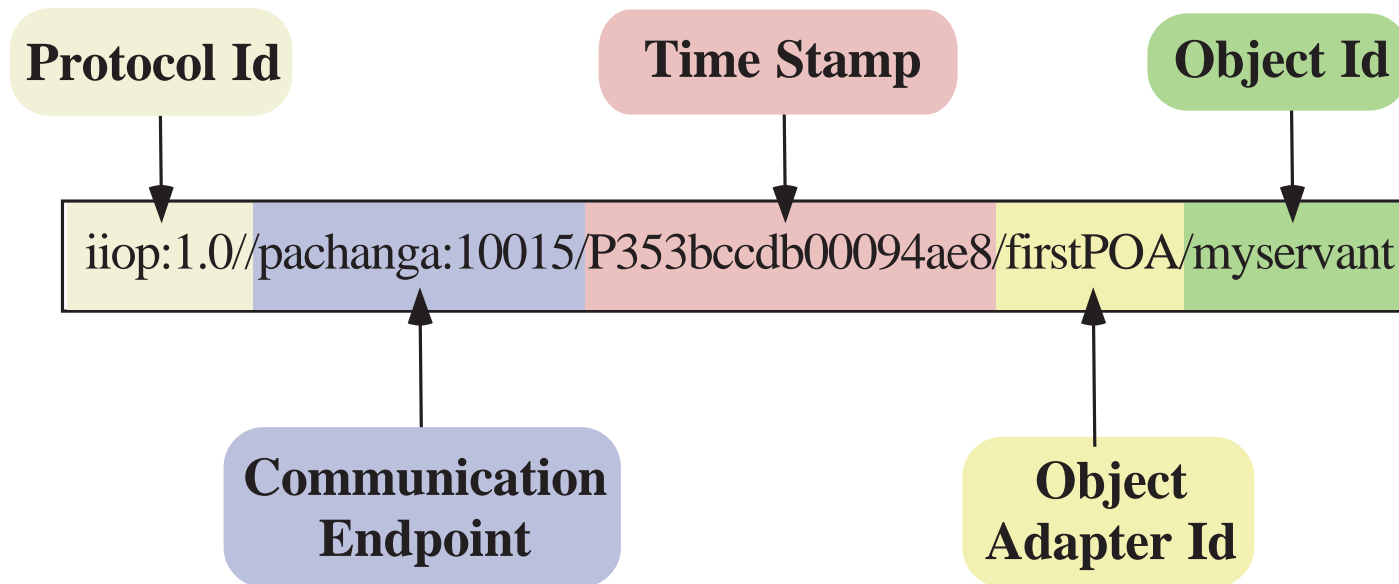 Protocol Id
Time Stamp
Object Id
iiop:1.0//pachanga:10015/P353bccdb00094ae8/firstPOA/myservant
Communication
Endpoint
Object
Adapter Id